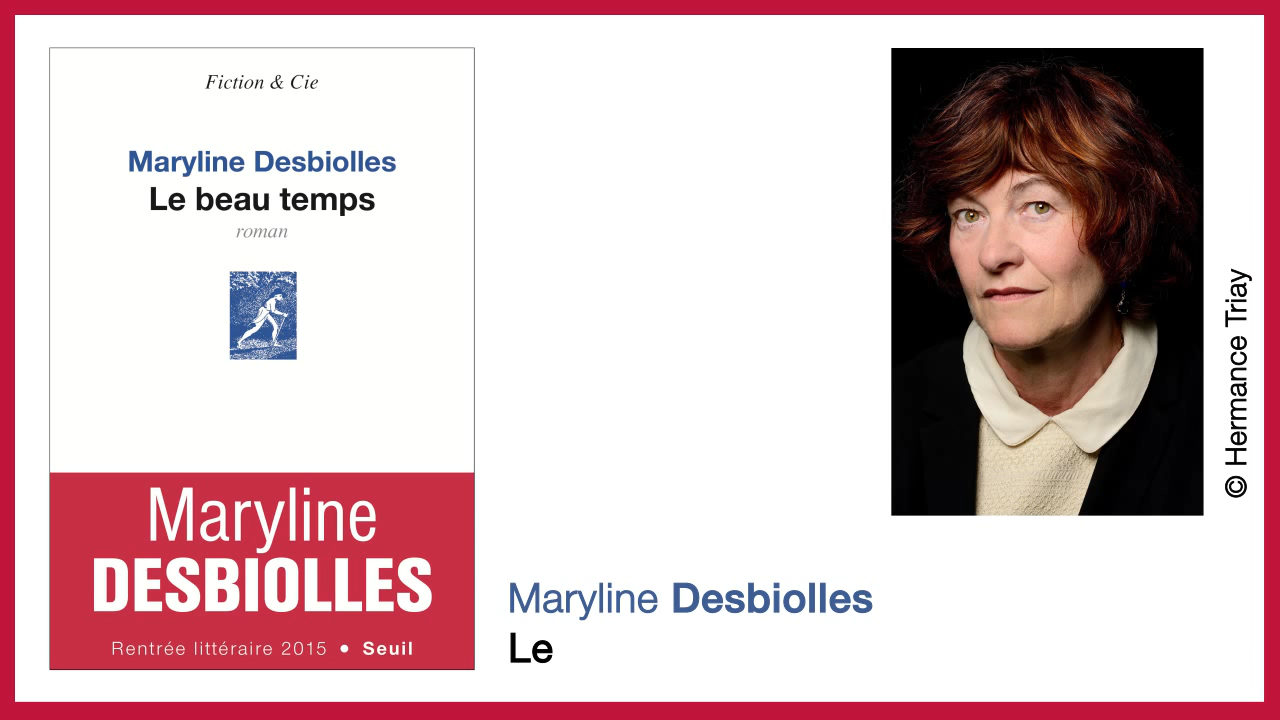 Fiction & Cie
Maryline Desbiolles
Le beau temps
roman
Maryline
DESBIOLLES
Rentrée littéraire 2015 • Seuil
Maryline Desbiolles
Le
© Hermance Triay